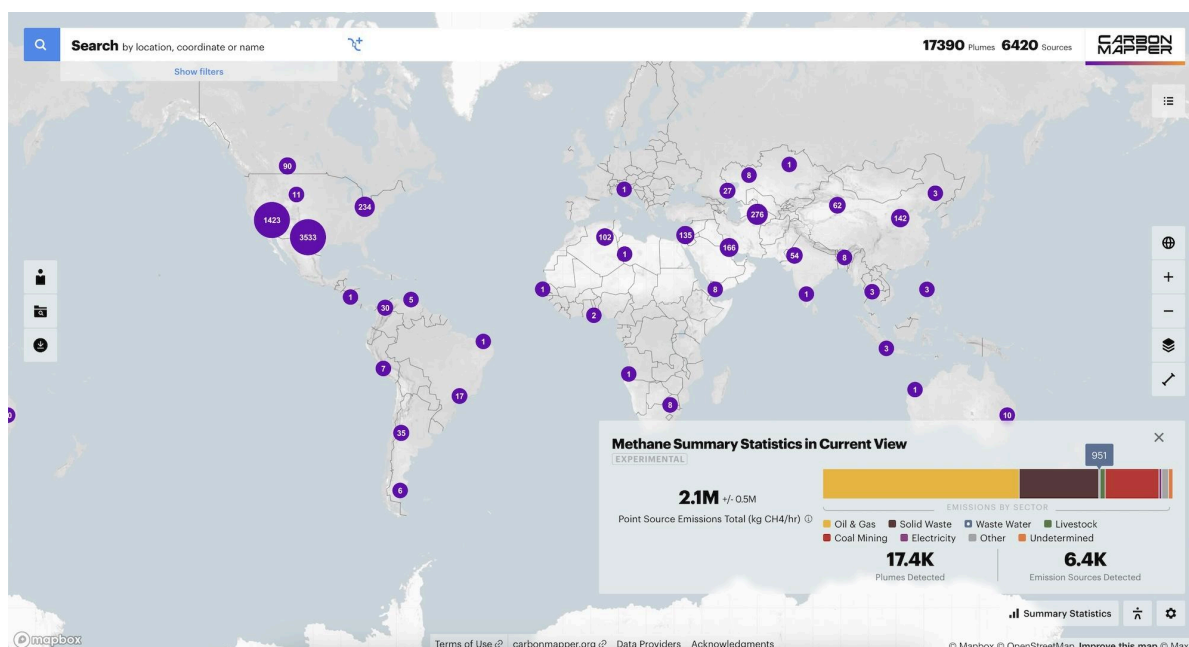 Search by location, coordinate or name
17390 Plumes 6420 Sources
CARBON
MAPPER
Show filters
90
11
1423
3533
234
1
30
5
7
1
17
35
6
1
102
1
135
166
1
2
8
1
8
27
8
1
276
62
3
142
54
8
1
3
3
3
1
10
Methane Summary Statistics in Current View
EXPERIMENTAL
951
2.1M +/- 0.5M
Point Source Emissions Total (kg CH4/hr)
EMISSIONS BY SECTOR
Oil & Gas Solid Waste Waste Water Livestock
Coal Mining Electricity Other Undetermined
17.4K
Plumes Detected
6.4K
Emission Sources Detected
Summary Statistics
mapbox
Terms of Use carbonmapper.org Data Providers Acknowledgments
© Mapbox © OpenStreetMap Improve this map © Max